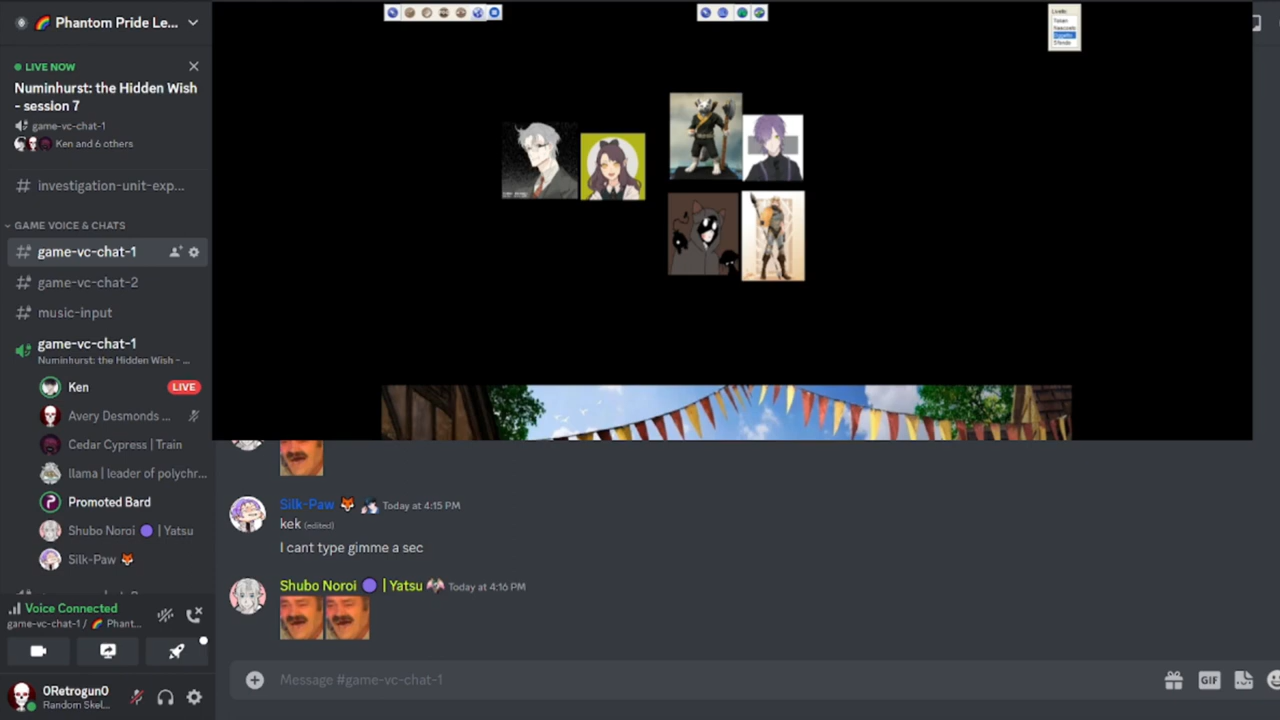 Phantom Pride Le...
LIVE NOW
Numinhurst: the Hidden Wish
- session 7
game-vc-chat-1
Ken and 6 others
investigation-unit-exp...
GAME VOICE & CHATS
game-vc-chat-1
game-vc-chat-2
music-input
game-vc-chat-1
Numinhurst: the Hidden Wish - ...
Ken LIVE
Avery Desmonds ...
Cedar Cypress | Train
llama | leader of polychr...
Promoted Bard
Shubo Noroi | Yatsu
Silk-Paw
Voice Connected
game-vc-chat-1 / Phant...
0Retrogun0
Random Skel...
Silk-Paw Today at 4:15 PM
kek (edited)
I cant type gimme a sec
Shubo Noroi | Yatsu Today at 4:16 PM
Message #game-vc-chat-1
GIF